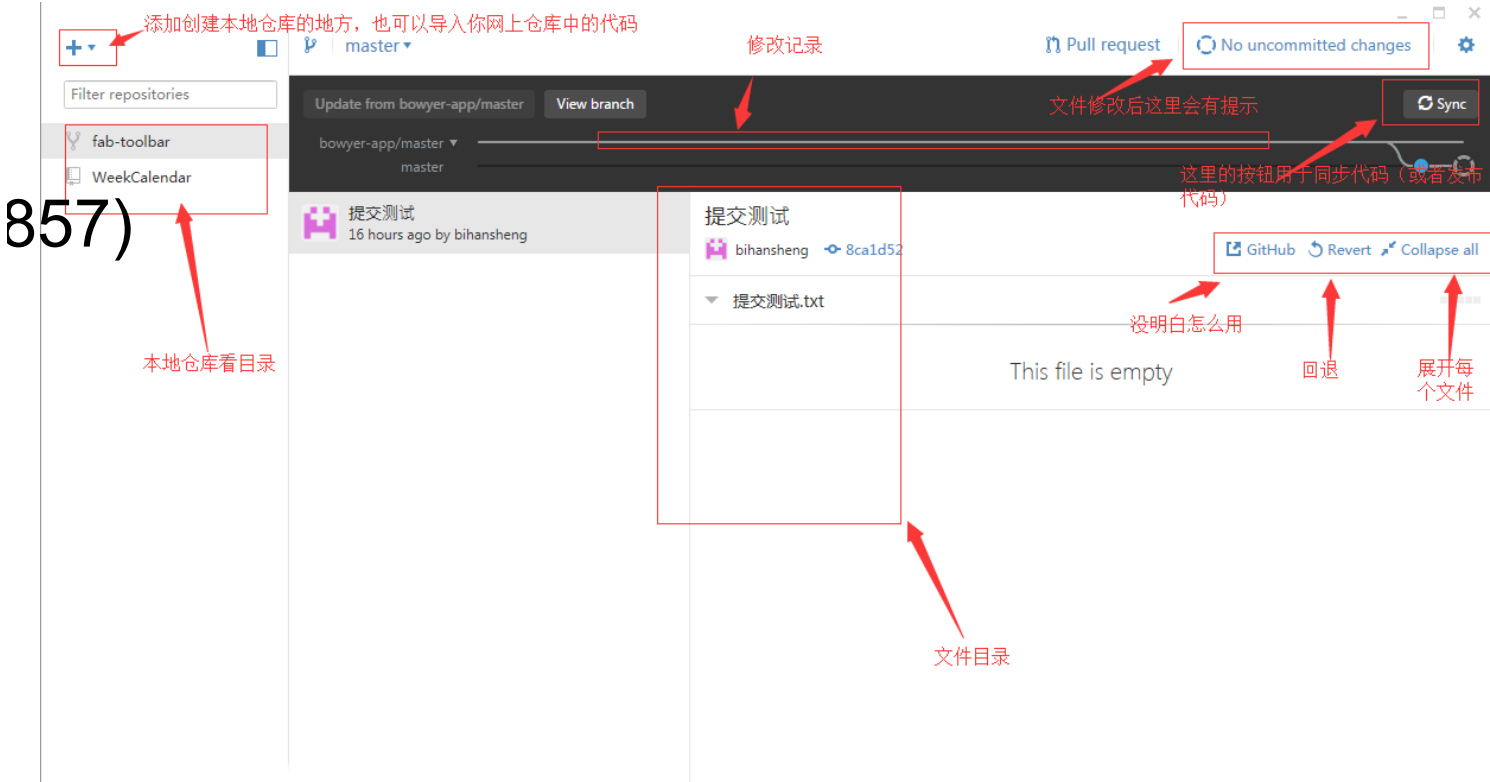 添加创建本地仓库的地方，也可以导入你网上仓库中的代码
master
修改记录
Pull request
No uncommitted changes
Filter repositories
Update from bowyer-app/master
View branch
文件修改后这里会有提示
Sync
fab-toolbar
bowyer-app/master
master
WeekCalendar
这里的按钮用于同步代码（或者发布
代码）
857)
提交测试
16 hours ago by bihansheng
提交测试
bihansheng
8ca1d52
GitHub
Revert
Collapse all
提交测试.txt
没明白怎么用
本地仓库看目录
This file is empty
回退
展开每
个文件
文件目录